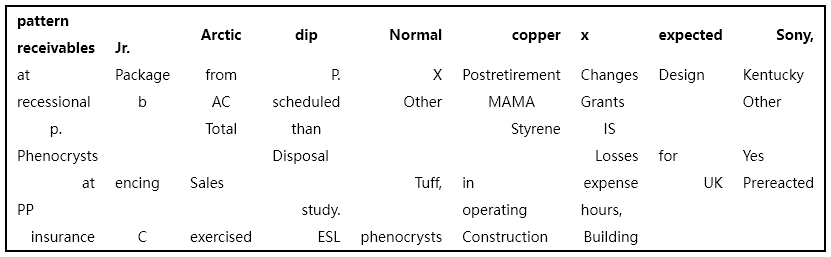 pattern receivables Jr. Arctic dip Normal copper x expected Sony,
at Package from P. X Postretirement Changes Design Kentucky
recessional b AC scheduled Other MAMA Grants Other
p. Total than Styrene IS
Phenocrysts Disposal Losses for Yes
at encing Sales Tuff, in expense UK Prereacted
PP study. operating hours,
insurance C exercised ESL phenocrysts Construction Building